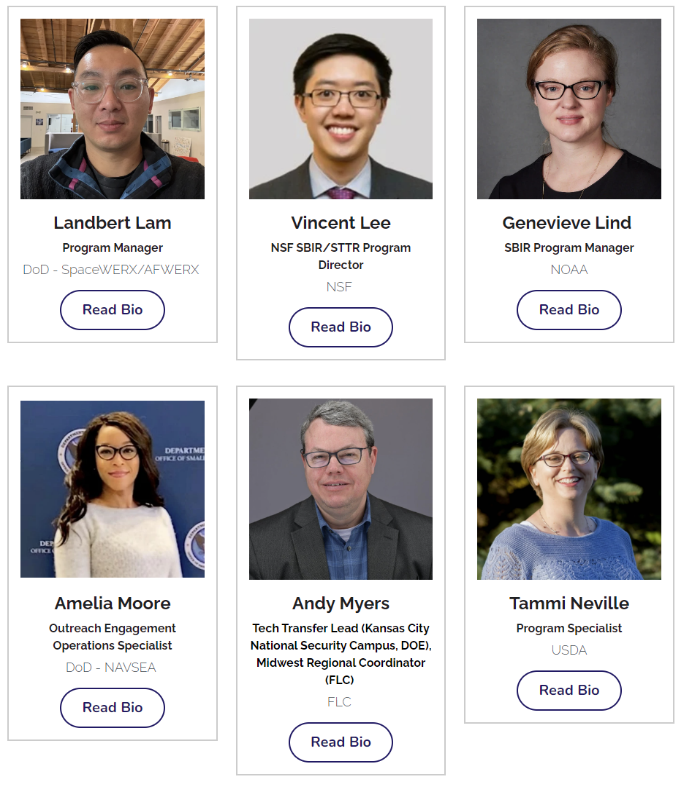 Landbert Lam
Program Manager
DoD - SpaceWERX/AFWERX
Read Bio
Vincent Lee
NSF SBIR/STTR Program
Director
NSF
Read Bio
Genevieve Lind
SBIR Program Manager
NOAA
Read Bio
DEPARTME
OFFICE OF SMAL
DE
OFFICE
Amelia Moore
Outreach Engagement
Operations Specialist
DoD - NAVSEA
Read Bio
Andy Myers
Tech Transfer Lead (Kansas City
National Security Campus, DOE),
Midwest Regional Coordinator
(FLC)
FLC
Read Bio
Tammi Neville
Program Specialist
USDA
Read Bio